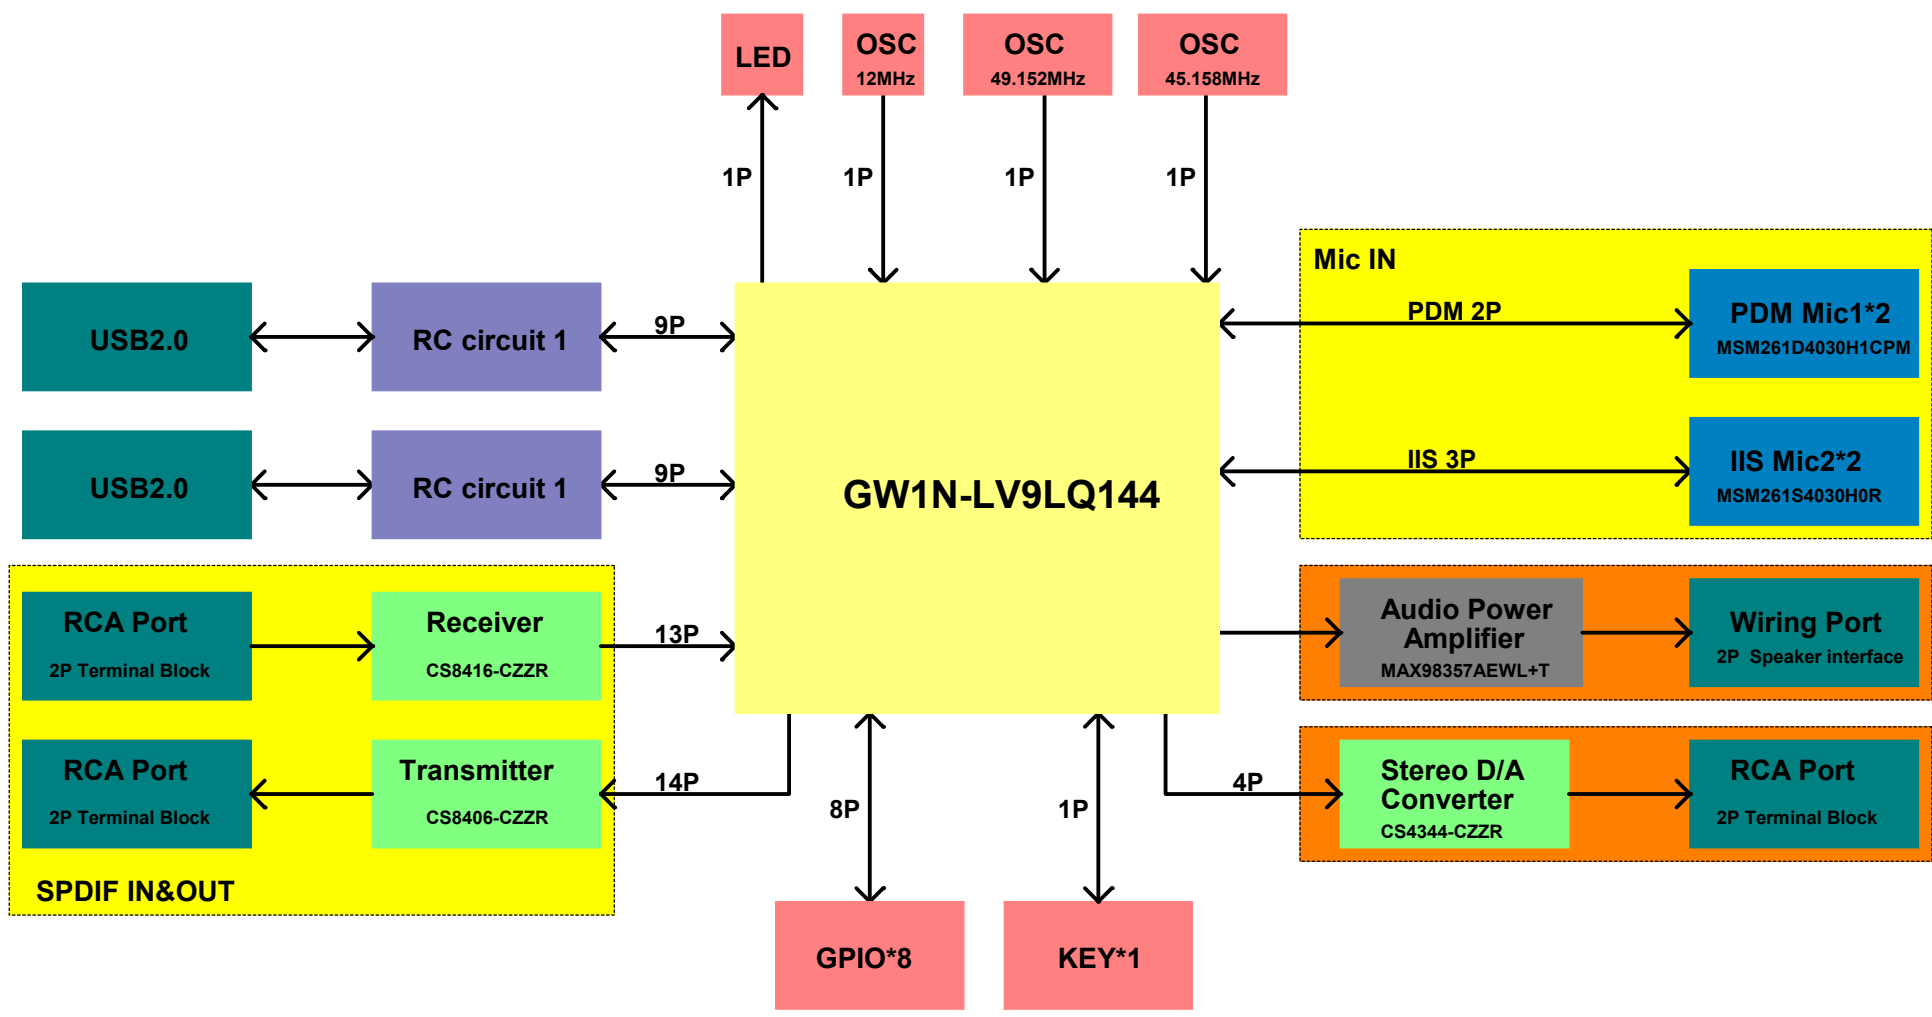 LED
OSC
12MHz
OSC
49.152MHz
OSC
45.158MHz
1P
1P
1P
1P
Mic IN
USB2.0
RC circuit 1
9P
PDM 2P
PDM Mic1*2
MSM261D4030H1CPM
USB2.0
RC circuit 1
9P
GW1N-LV9LQ144
IIS 3P
IIS Mic2*2
MSM261S4030H0R
RCA Port
2P Terminal Block
Receiver
CS8416-CZZR
13P
Audio Power
Amplifier
MAX98357AEWL+T
Wiring Port
2P  Speaker interface
RCA Port
2P Terminal Block
Transmitter
CS8406-CZZR
14P
8P
1P
4P
Stereo D/A
Converter
CS4344-CZZR
RCA Port
2P Terminal Block
SPDIF IN&OUT
GPIO*8
KEY*1